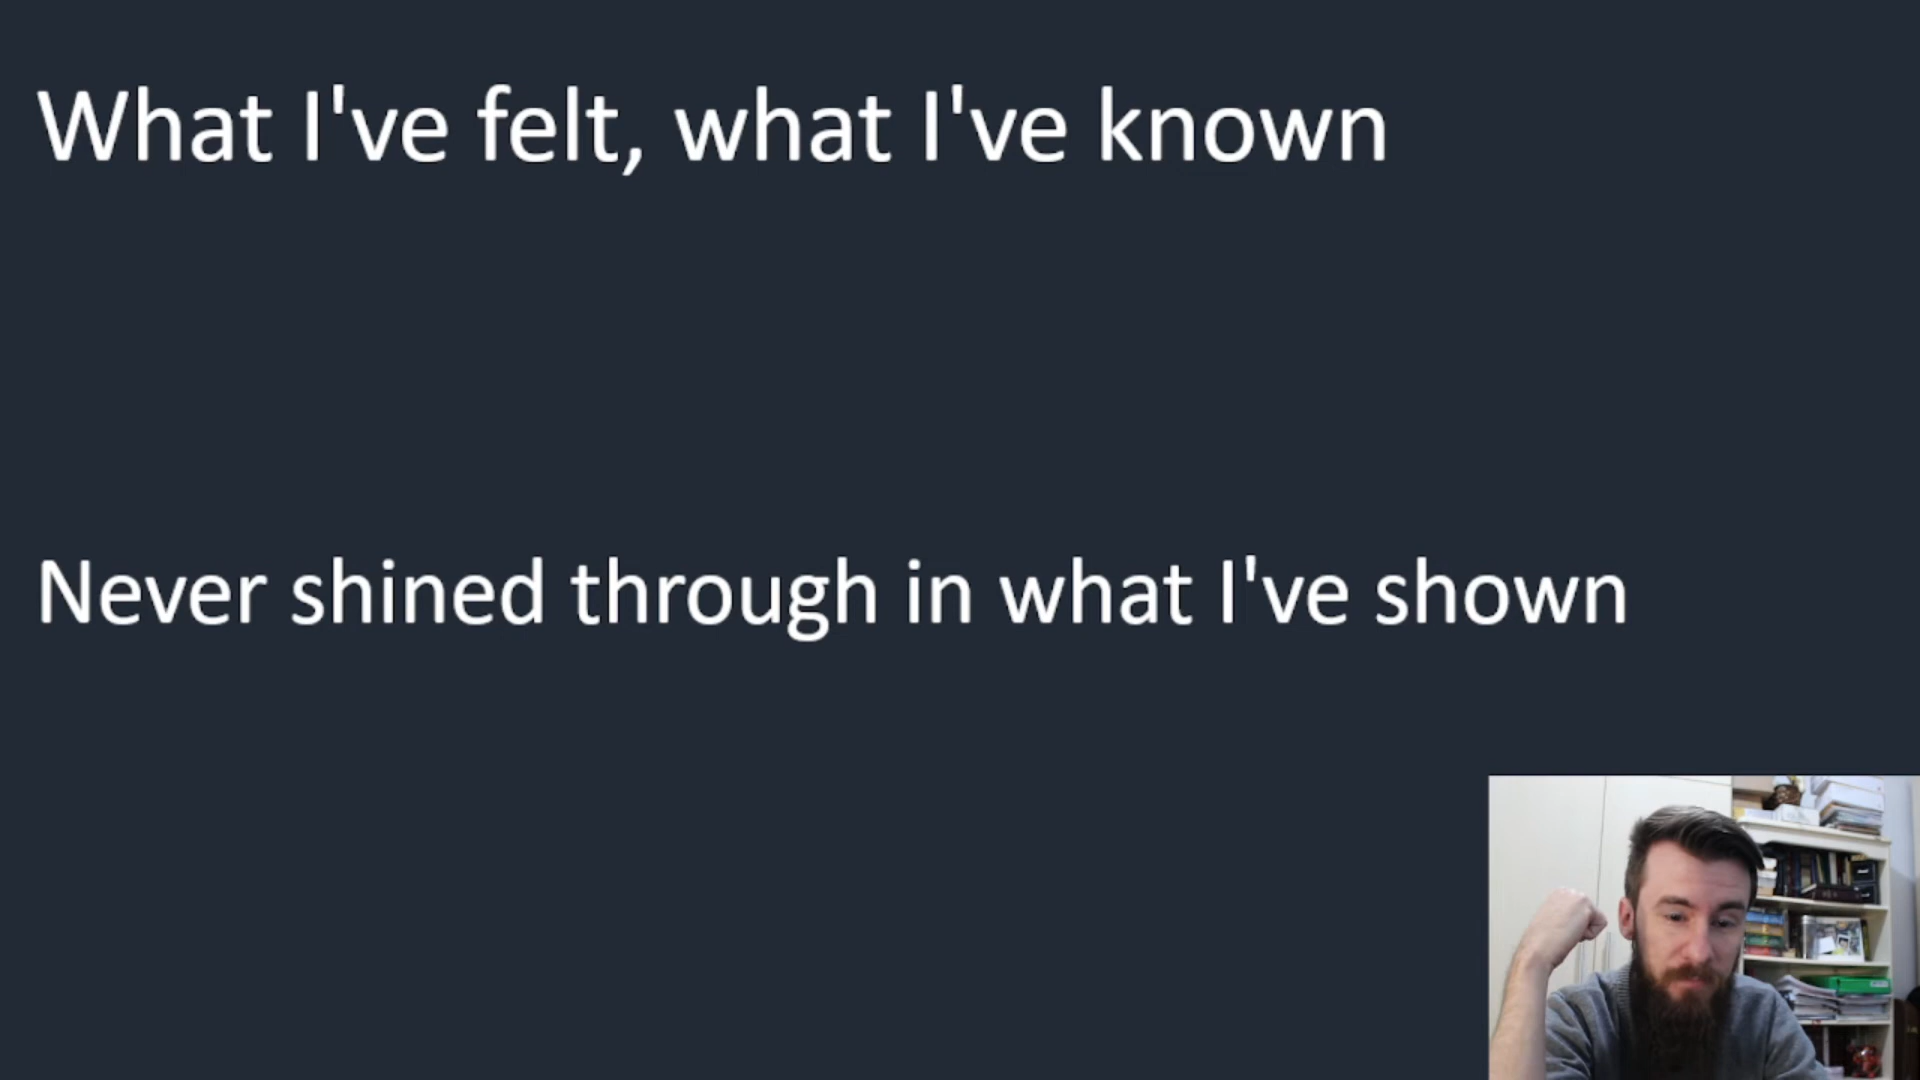 What I've felt, what I've known
Never shined through in what I've shown